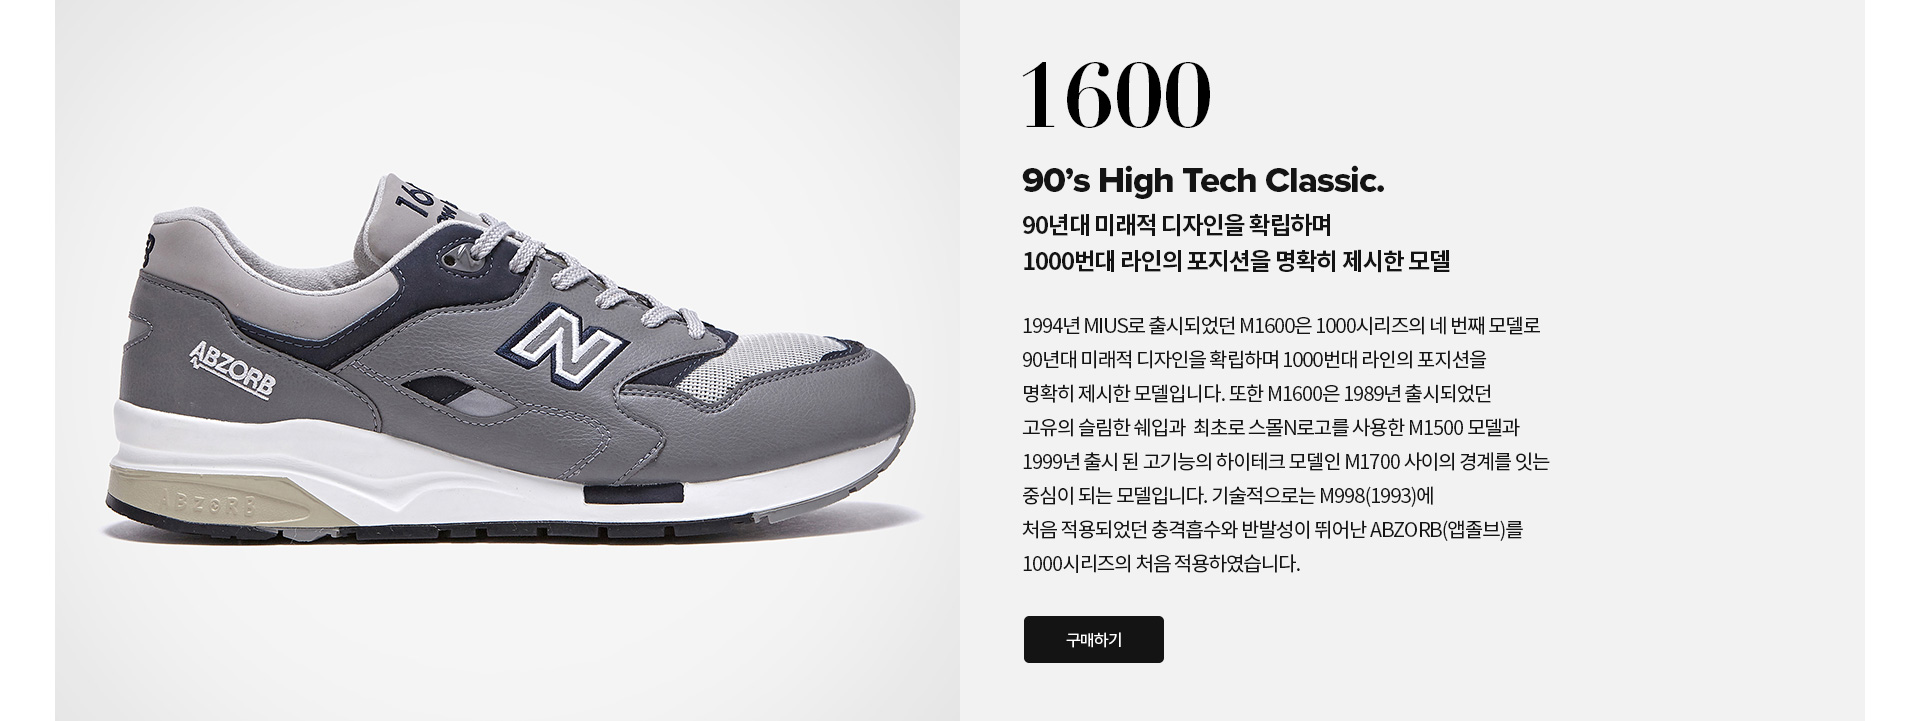 1600
90’s High Tech Classic.
90년대 미래적 디자인을 확립하며
1000번대 라인의 포지션을 명확히 제시한 모델
1994년 MIUS로 출시되었던 M1600은 1000시리즈의 네 번째 모델로
90년대 미래적 디자인을 확립하며 1000번대 라인의 포지션을
명확히 제시한 모델입니다. 또한 M1600은 1989년 출시되었던
고유의 슬림한 쉐입과 최초로 스몰N로고를 사용한 M1500 모델과
1999년 출시 된 고기능의 하이테크 모델인 M1700 사이의 경계를 잇는
중심이 되는 모델입니다. 기술적으로는 M998(1993)에
처음 적용되었던 충격흡수와 반발성이 뛰어난 ABZORB(앱졸브)를
1000시리즈의 처음 적용하였습니다.
구매하기
N
ABZORB
ABZORB